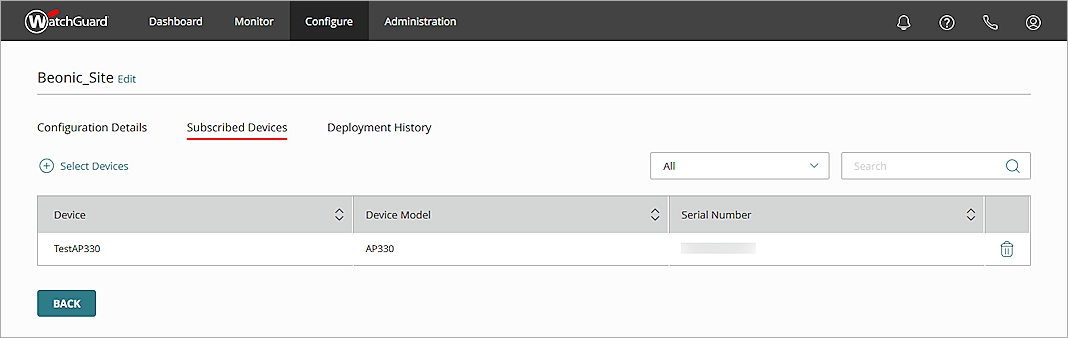 WatchGuard Dashboard Monitor Configure Administration
Beonic_Site Edit
Configuration Details Subscribed Devices Deployment History
Select Devices All Search
Device Device Model Serial Number
TestAP330 AP330
BACK